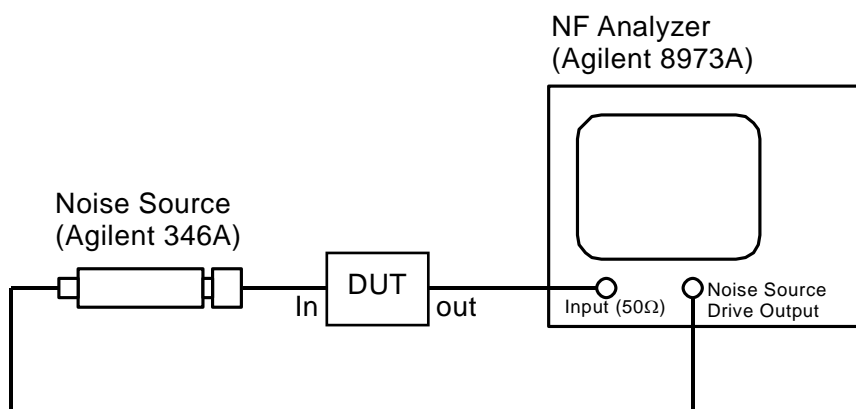 NF Analyzer
(Agilent 8973A)
Noise Source
(Agilent 346A)
DUT
In
out
Input (50Ω)
Noise Source
Drive Output